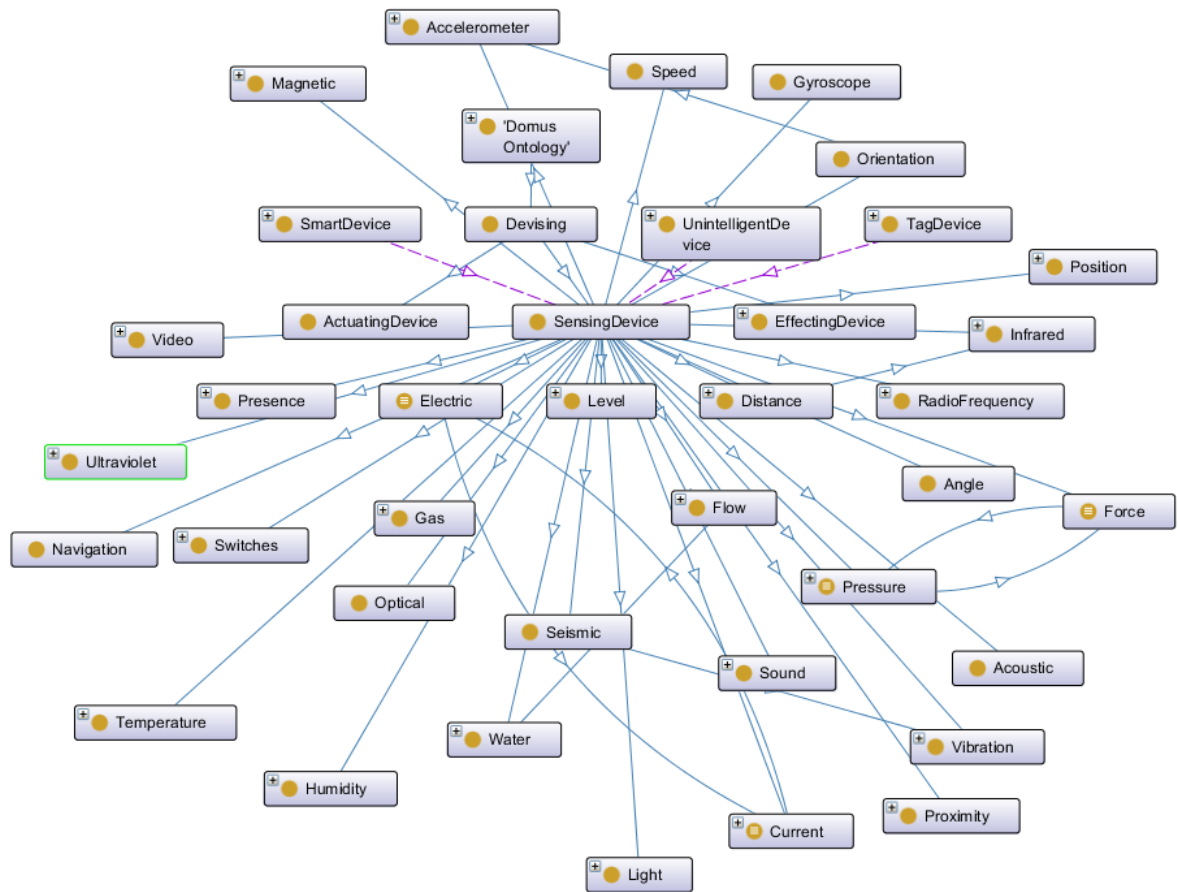 Accelerometer
Speed
Magnetic
Gyroscope
'Domus
Ontology'
Orientation
SmartDevice
Devising
UnintelligentDe
vice
TagDevice
Position
Video
ActuatingDevice
SensingDevice
EffectingDevice
Infrared
Presence
Electric
Level
Distance
RadioFrequency
Ultraviolet
Angle
Navigation
Switches
Gas
Flow
Force
Optical
Pressure
Seismic
Sound
Acoustic
Temperature
Water
Vibration
Humidity
Current
Proximity
Light